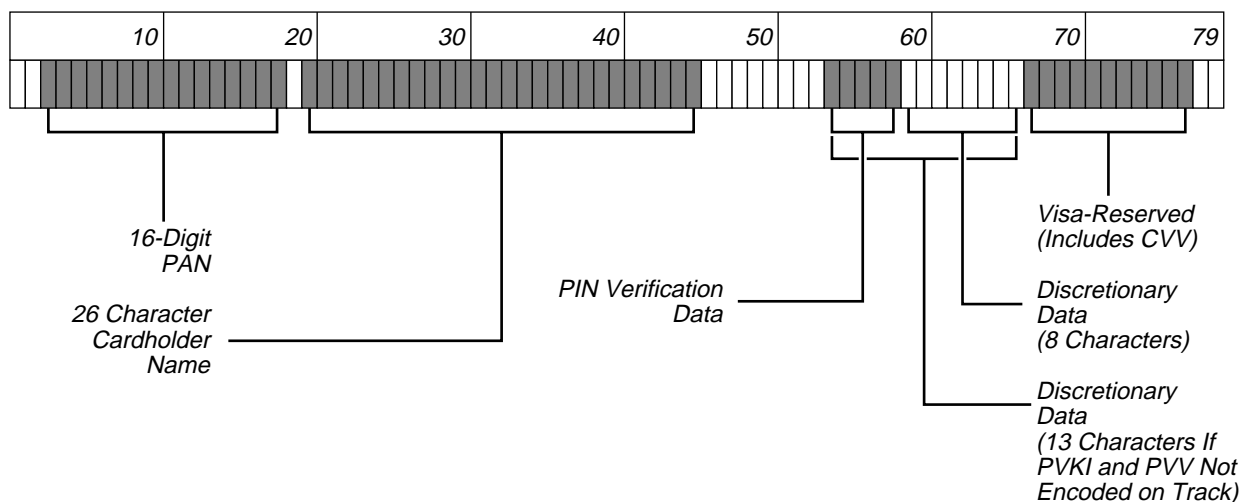 10 20 30 40 50 60 70 79
16-Digit
PAN
26 Character
Cardholder
Name
PIN Verification
Data
Visa-Reserved
(Includes CVV)
Discretionary
Data
(8 Characters)
Discretionary
Data
(13 Characters If
PVKI and PVV Not
Encoded on Track)